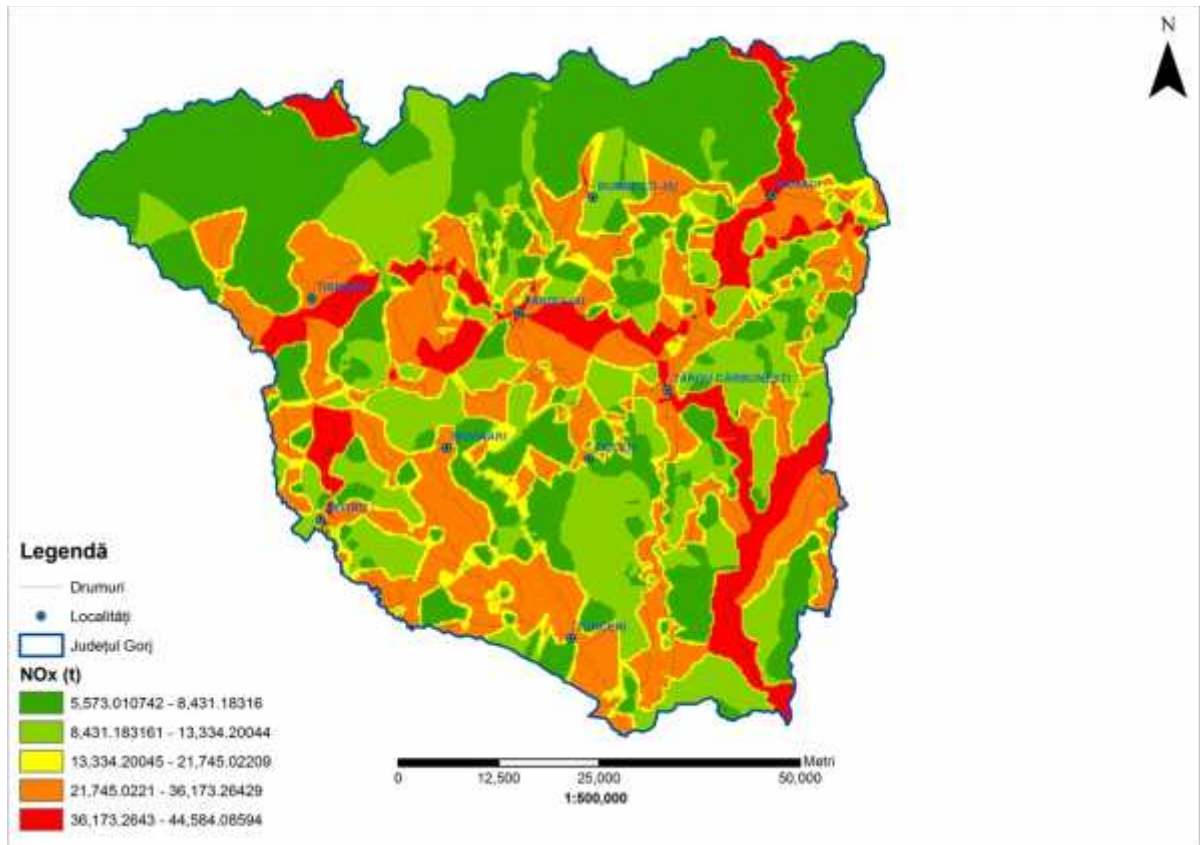 N
TÂRGU-CĂRBUNEȘTI
Legendă
Drumuri
Localități
Județul Gorj
NOx (t)
5,573.010742 - 8,431.18316
8,431.183161 - 13,334.20044
13,334.20045 - 21,745.02209
21,745.0221 - 36,173.26429
36,173.2643 - 44,584.08594
Metri
0 12,500 25,000 50,000
1:500,000